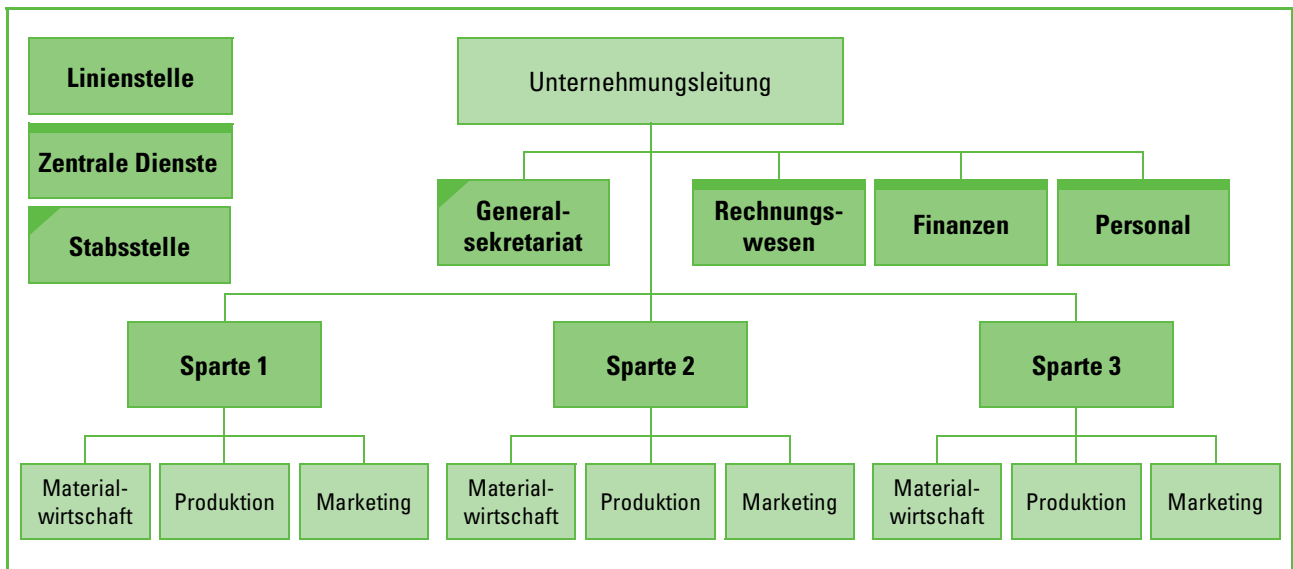 Linienstelle
Zentrale Dienste
Stabsstelle
Unternehmungsleitung
General-
sekretariat
Rechnungs-
wesen
Finanzen
Personal
Sparte 1
Sparte 2
Sparte 3
Material-
wirtschaft
Produktion
Marketing
Material-
wirtschaft
Produktion
Marketing
Material-
wirtschaft
Produktion
Marketing